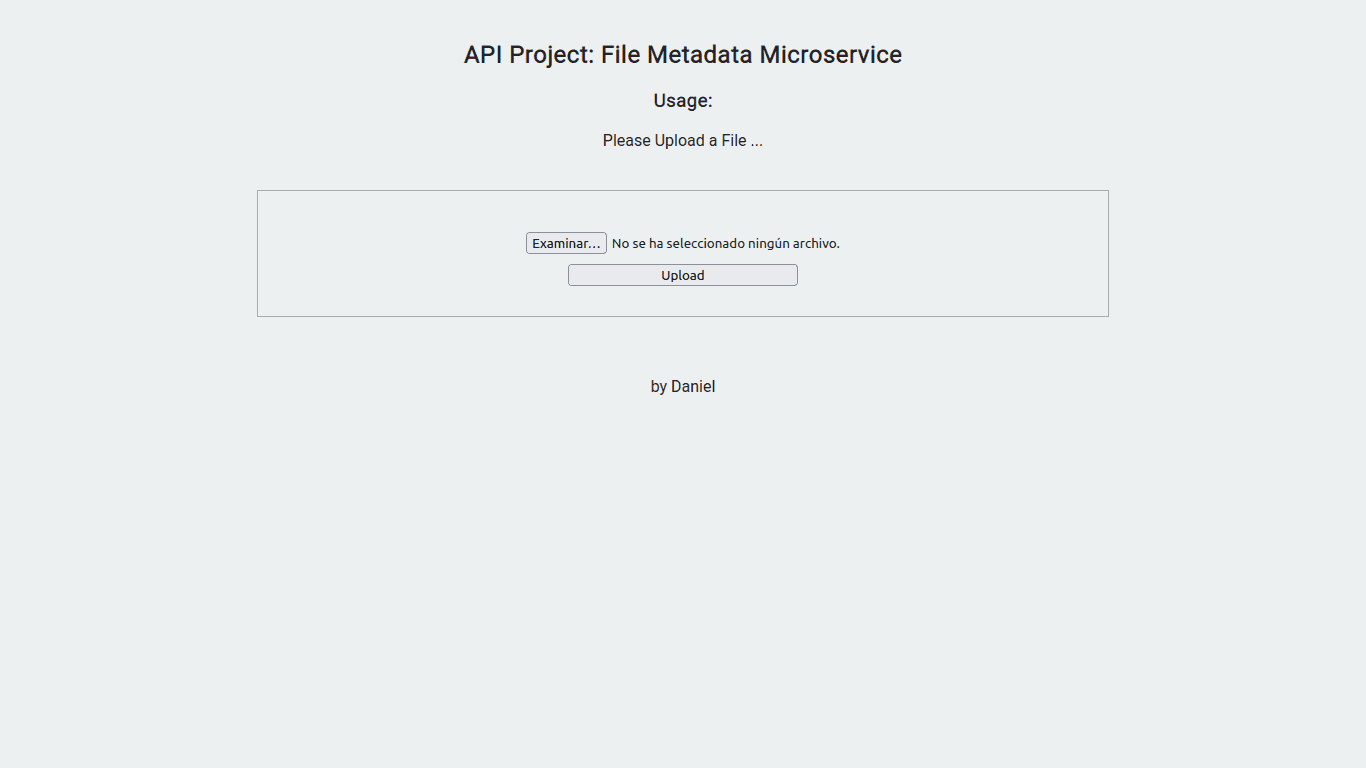 API Project: File Metadata Microservice
Usage:
Please Upload a File ...
Examinar... No se ha seleccionado ningún archivo.
Upload
by Daniel